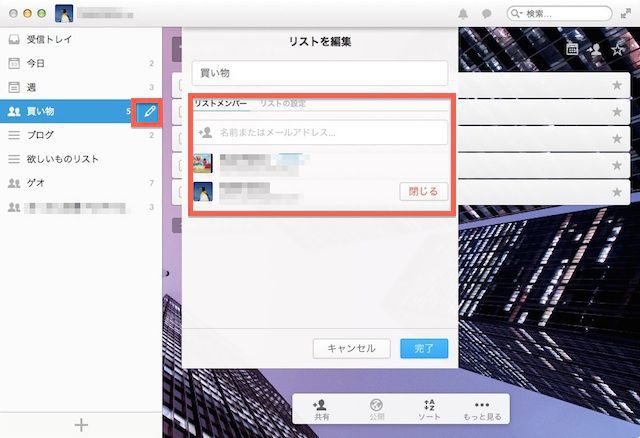 検索...
受信トレイ
今日 2
週 2
買い物 5
ブログ 2
欲しいものリスト
ゲオ 7
3
リストを編集
買い物
リストメンバー リストの設定
名前またはメールアドレス...
閉じる
キャンセル 完了
共有 公開 ソート もっと見る